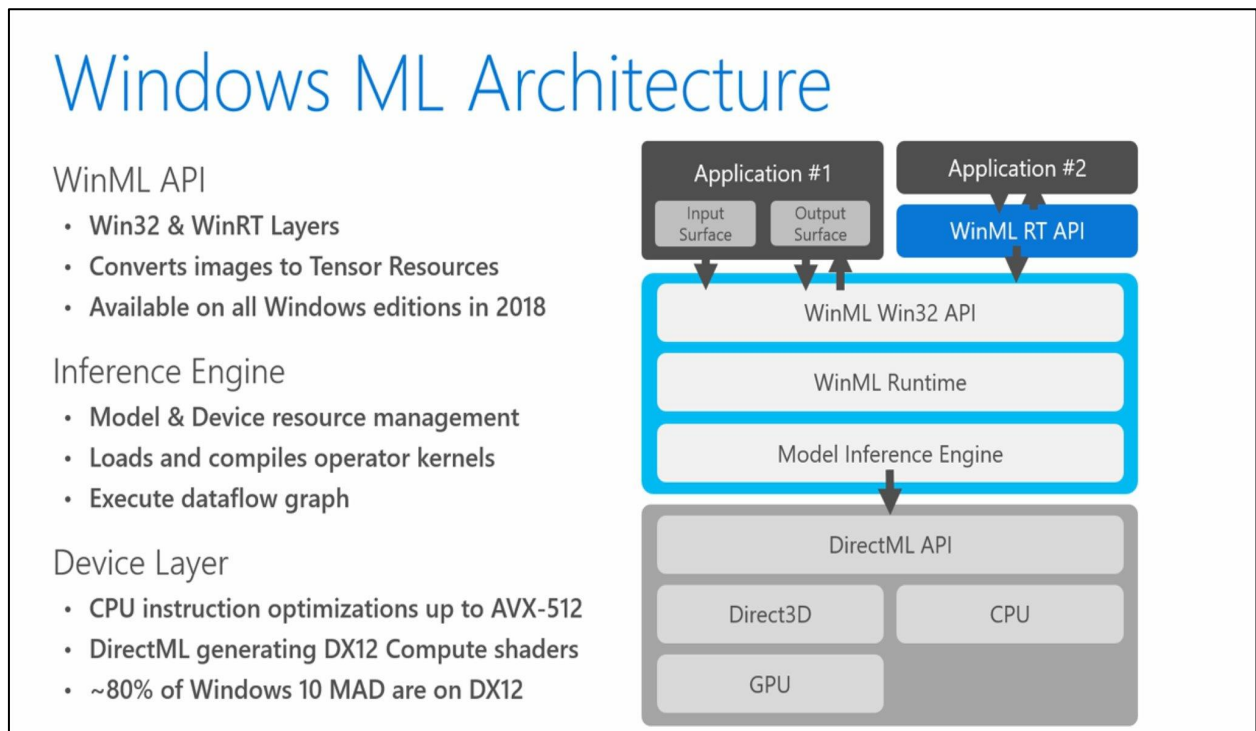 Windows ML Architecture
WinML API
• Win32 & WinRT Layers
• Converts images to Tensor Resources
• Available on all Windows editions in 2018
Inference Engine
• Model & Device resource management
• Loads and compiles operator kernels
• Execute dataflow graph
Device Layer
• CPU instruction optimizations up to AVX-512
• DirectML generating DX12 Compute shaders
• ~80% of Windows 10 MAD are on DX12
Application #1
Input
Surface
Output
Surface
Application #2
WinML RT API
WinML Win32 API
WinML Runtime
Model Inference Engine
DirectML API
Direct3D
CPU
GPU